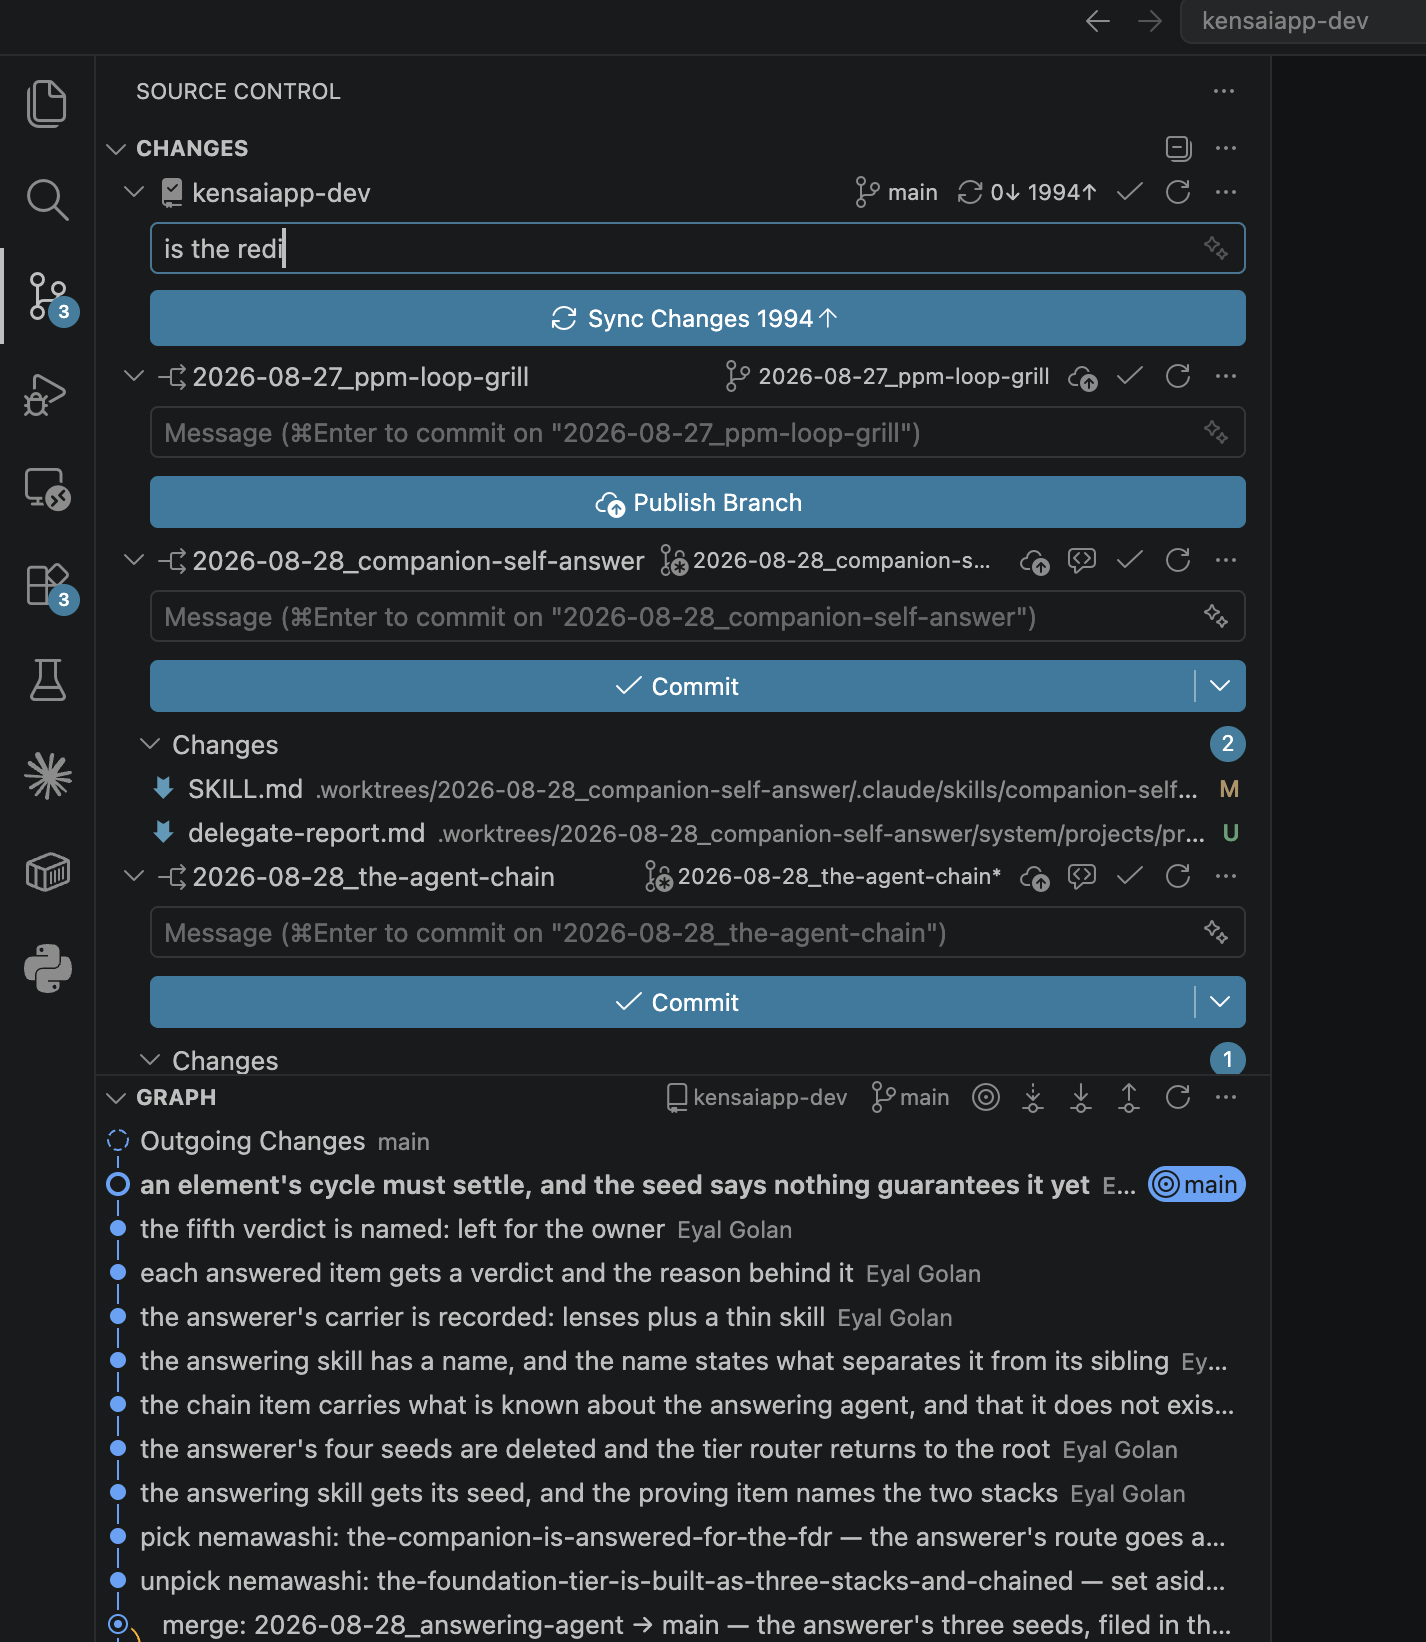 kensaiapp-dev
SOURCE CONTROL
CHANGES
kensaiapp-dev main 0↓ 1994↑
is the redi
Sync Changes 1994↑
3
2026-08-27_ppm-loop-grill 2026-08-27_ppm-loop-grill
Message (⌘Enter to commit on "2026-08-27_ppm-loop-grill")
Publish Branch
2026-08-28_companion-self-answer 2026-08-28_companion-s...
3
Message (⌘Enter to commit on "2026-08-28_companion-self-answer")
Commit
Changes 2
SKILL.md .worktrees/2026-08-28_companion-self-answer/.claude/skills/companion-self... M
delegate-report.md .worktrees/2026-08-28_companion-self-answer/system/projects/pr... U
2026-08-28_the-agent-chain 2026-08-28_the-agent-chain*
Message (⌘Enter to commit on "2026-08-28_the-agent-chain")
Commit
Changes 1
GRAPH kensaiapp-dev main
Outgoing Changes main
an element's cycle must settle, and the seed says nothing guarantees it yet E... main
the fifth verdict is named: left for the owner Eyal Golan
each answered item gets a verdict and the reason behind it Eyal Golan
the answerer's carrier is recorded: lenses plus a thin skill Eyal Golan
the answering skill has a name, and the name states what separates it from its sibling Ey...
the chain item carries what is known about the answering agent, and that it does not exis...
the answerer's four seeds are deleted and the tier router returns to the root Eyal Golan
the answering skill gets its seed, and the proving item names the two stacks Eyal Golan
pick nemawashi: the-companion-is-answered-for-the-fdr — the answerer's route goes a...
unpick nemawashi: the-foundation-tier-is-built-as-three-stacks-and-chained — set asid...
merge: 2026-08-28_answering-agent → main — the answerer's three seeds, filed in th...